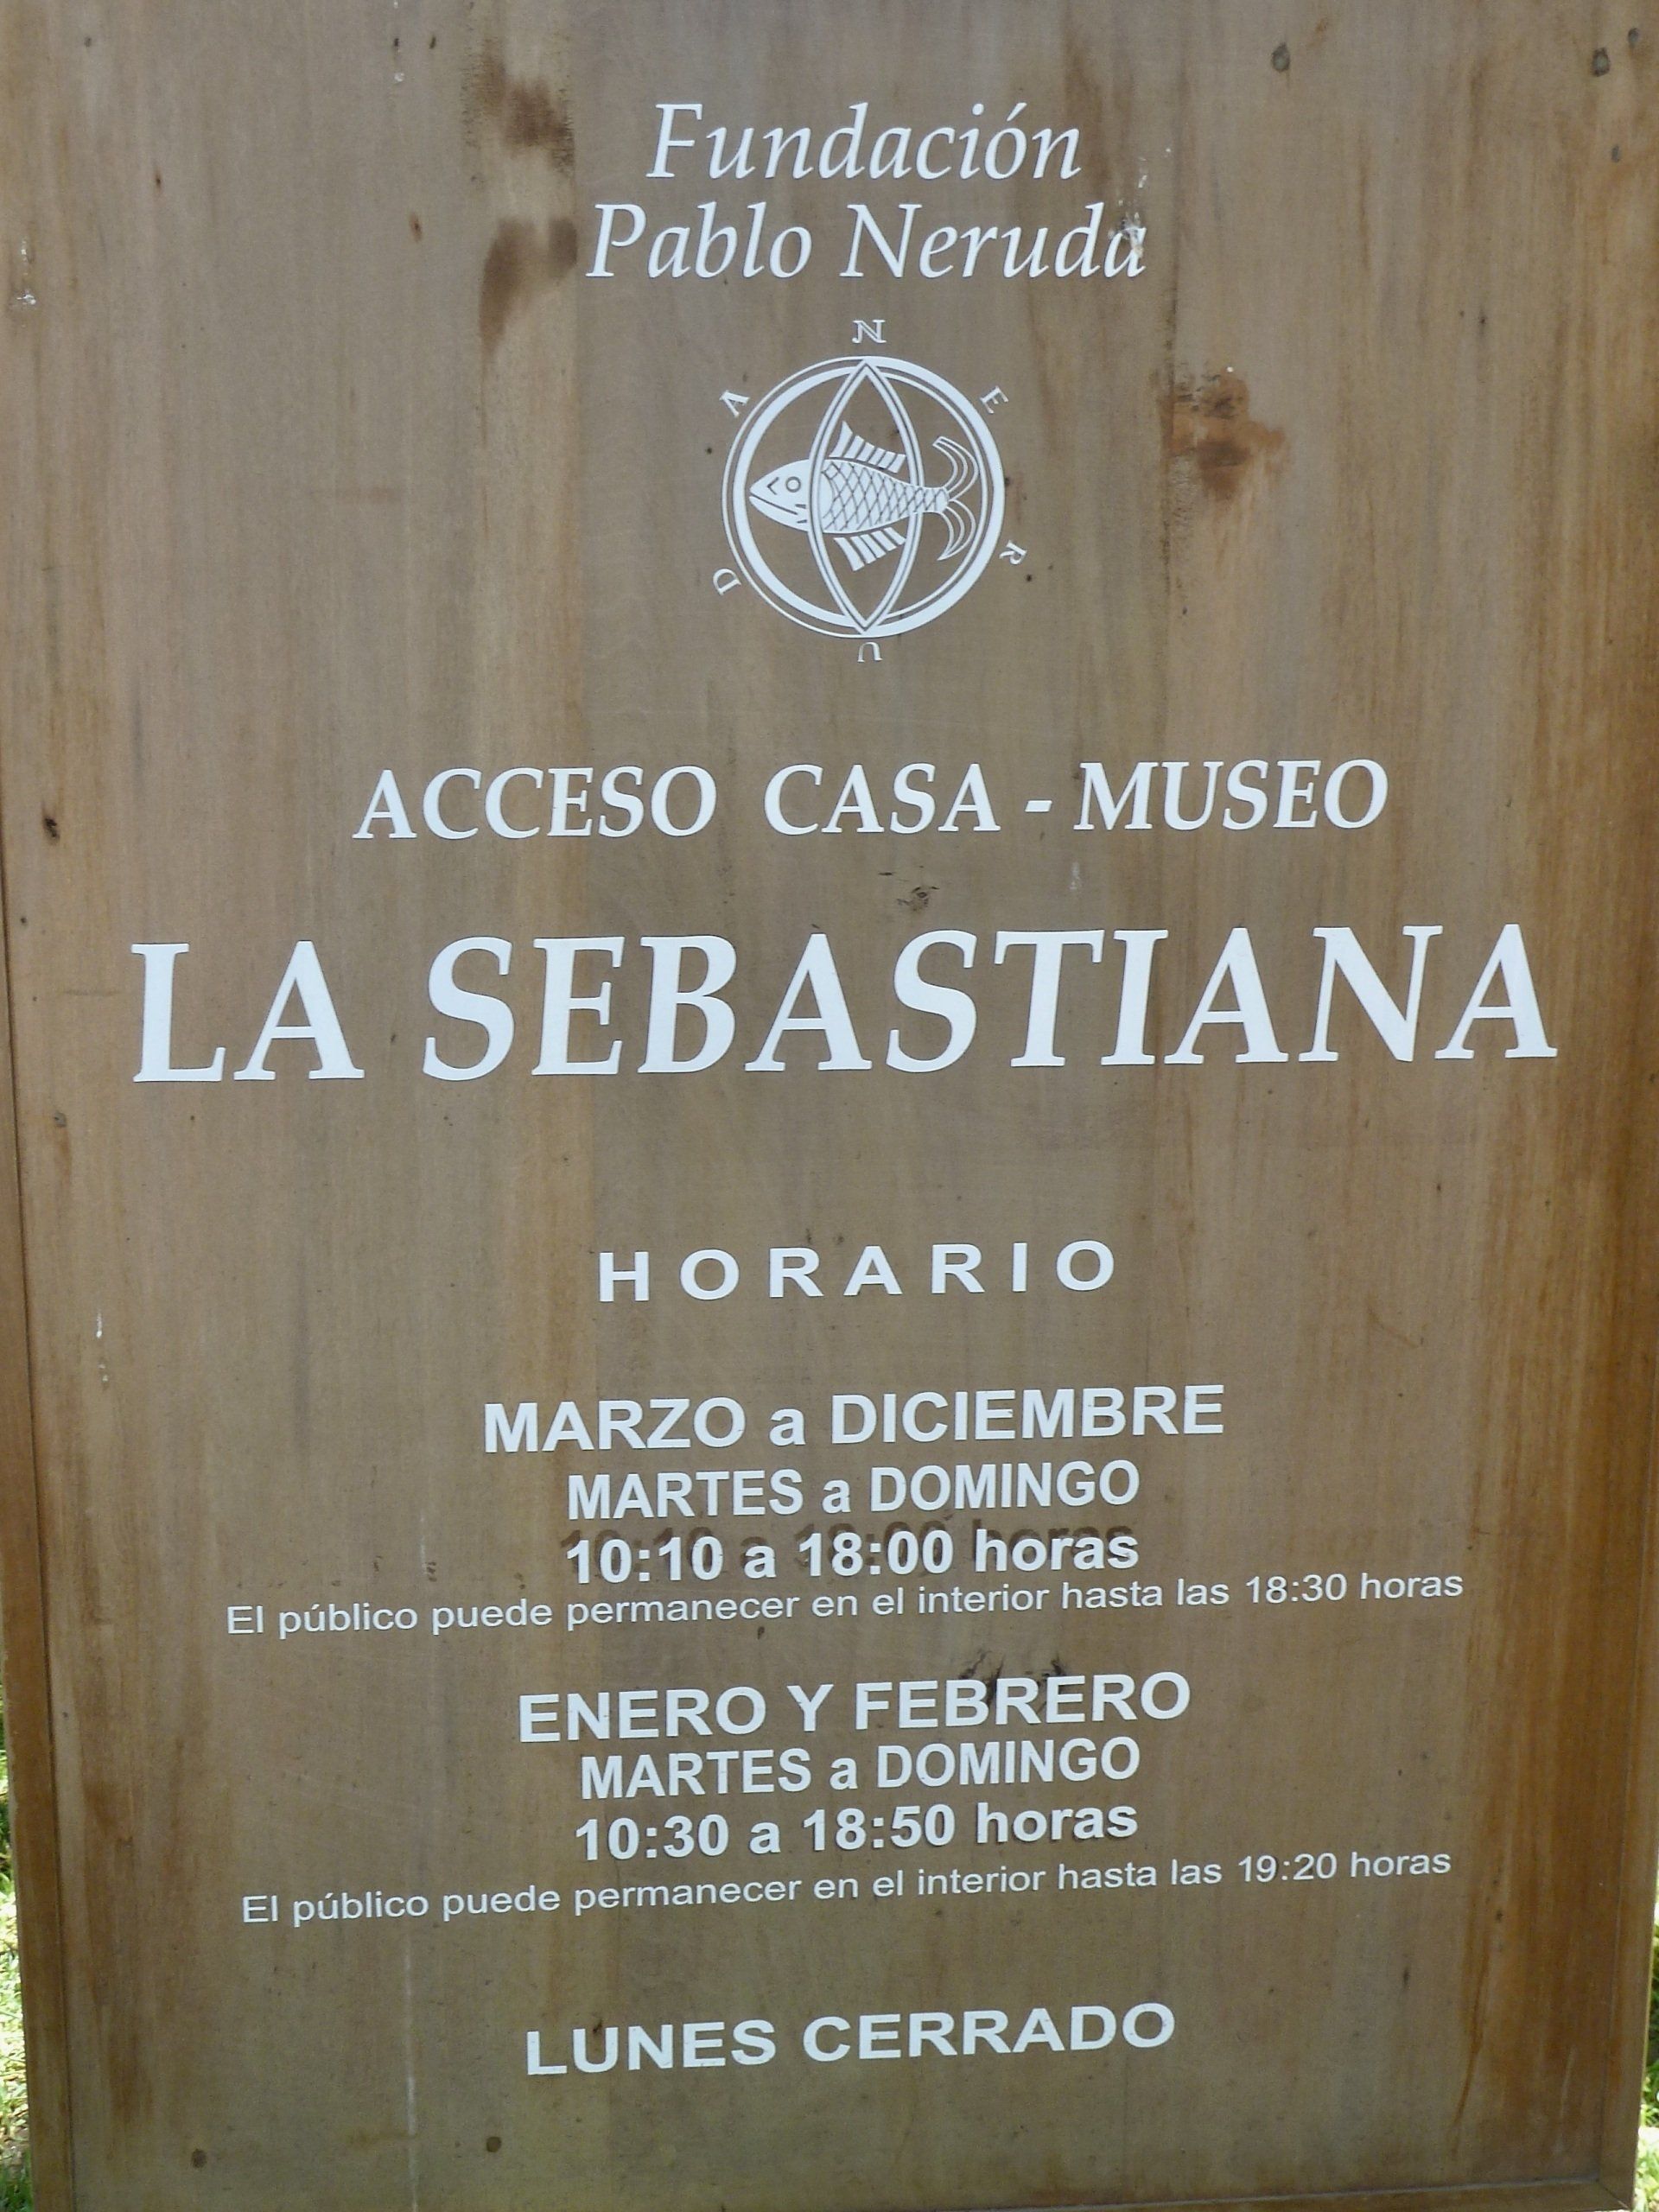 Fundación
Pablo Neruda
N E R U D A
ACCESO CASA - MUSEO
LA SEBASTIANA
HORARIO
MARZO a DICIEMBRE
MARTES a DOMINGO
10:10 a 18:00 horas
El público puede permanecer en el interior hasta las 18:30 horas
ENERO Y FEBRERO
MARTES a DOMINGO
10:30 a 18:50 horas
El público puede permanecer en el interior hasta las 19:20 horas
LUNES CERRADO